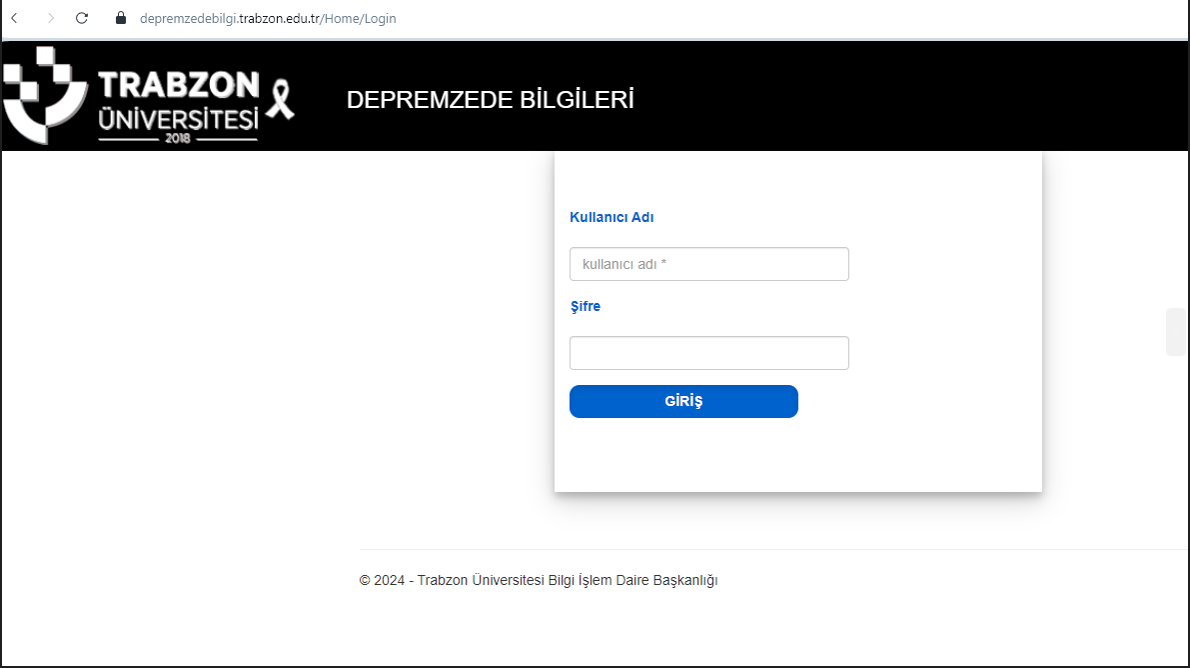 depremzedebilgi.trabzon.edu.tr/Home/Login
TRABZON
ÜNİVERSİTESİ
2018
DEPREMZEDE BİLGİLERİ
Kullanıcı Adı
kullanıcı adı *
Şifre
GİRİŞ
© 2024 - Trabzon Üniversitesi Bilgi İşlem Daire Başkanlığı